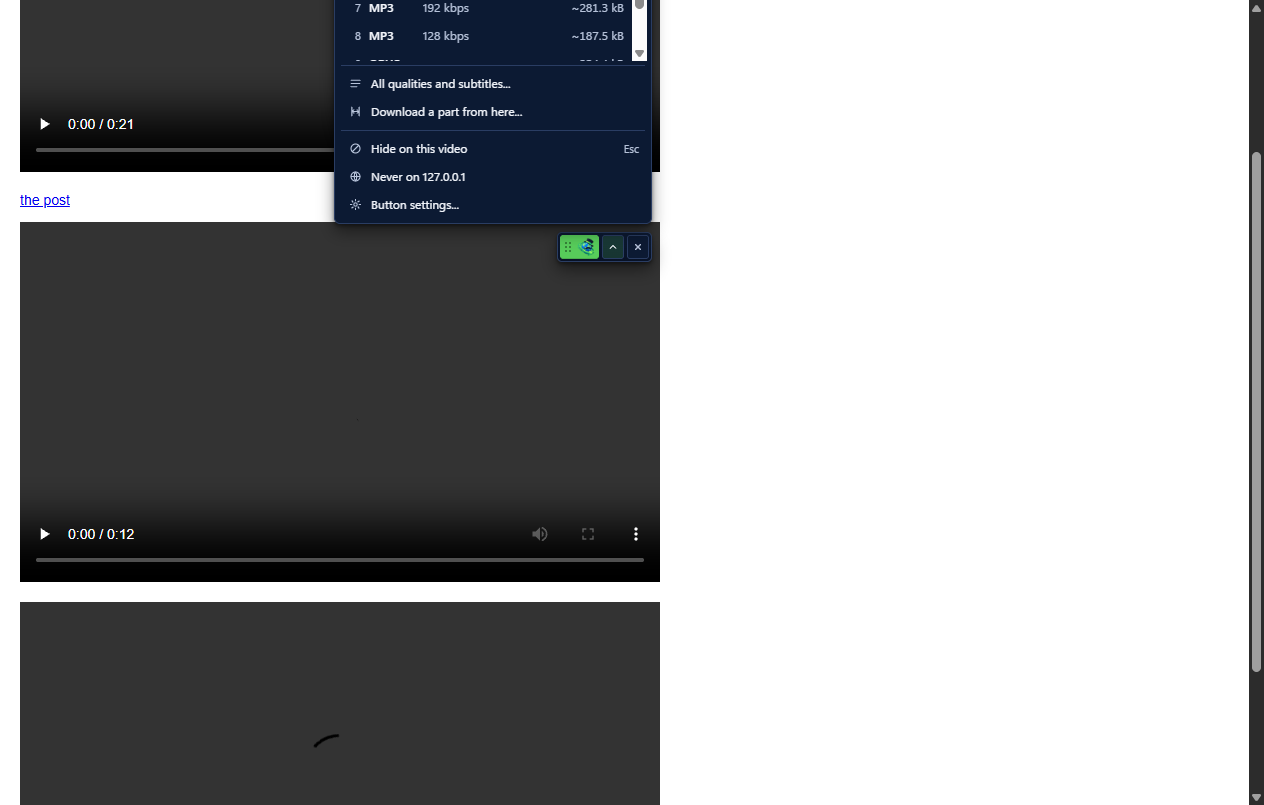 7 MP3 192 kbps ~281.3 kB
8 MP3 128 kbps ~187.5 kB
All qualities and subtitles...
Download a part from here...
0:00 / 0:21
Hide on this video Esc
Never on 127.0.0.1
the post
Button settings...
0:00 / 0:12